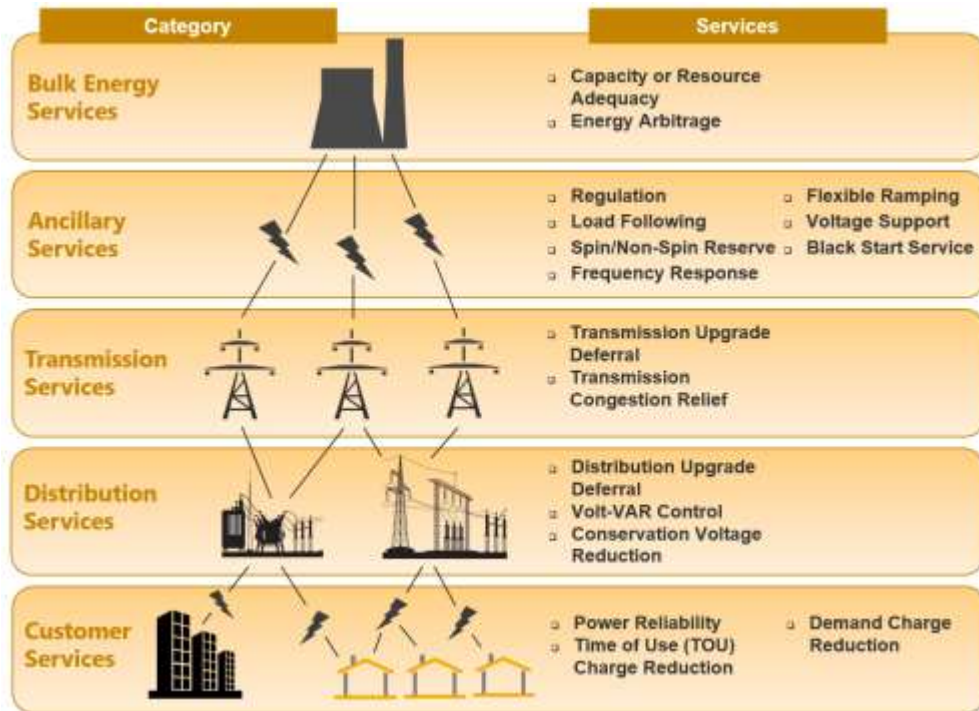 Category
Services
Bulk Energy
Services
▫ Capacity or Resource
Adequacy
▫ Energy Arbitrage
Ancillary
Services
▫ Regulation
▫ Load Following
▫ Spin/Non-Spin Reserve
▫ Frequency Response
▫ Flexible Ramping
▫ Voltage Support
▫ Black Start Service
Transmission
Services
▫ Transmission Upgrade
Deferral
▫ Transmission
Congestion Relief
Distribution
Services
▫ Distribution Upgrade
Deferral
▫ Volt-VAR Control
▫ Conservation Voltage
Reduction
Customer
Services
▫ Power Reliability
▫ Time of Use (TOU)
Charge Reduction
▫ Demand Charge
Reduction